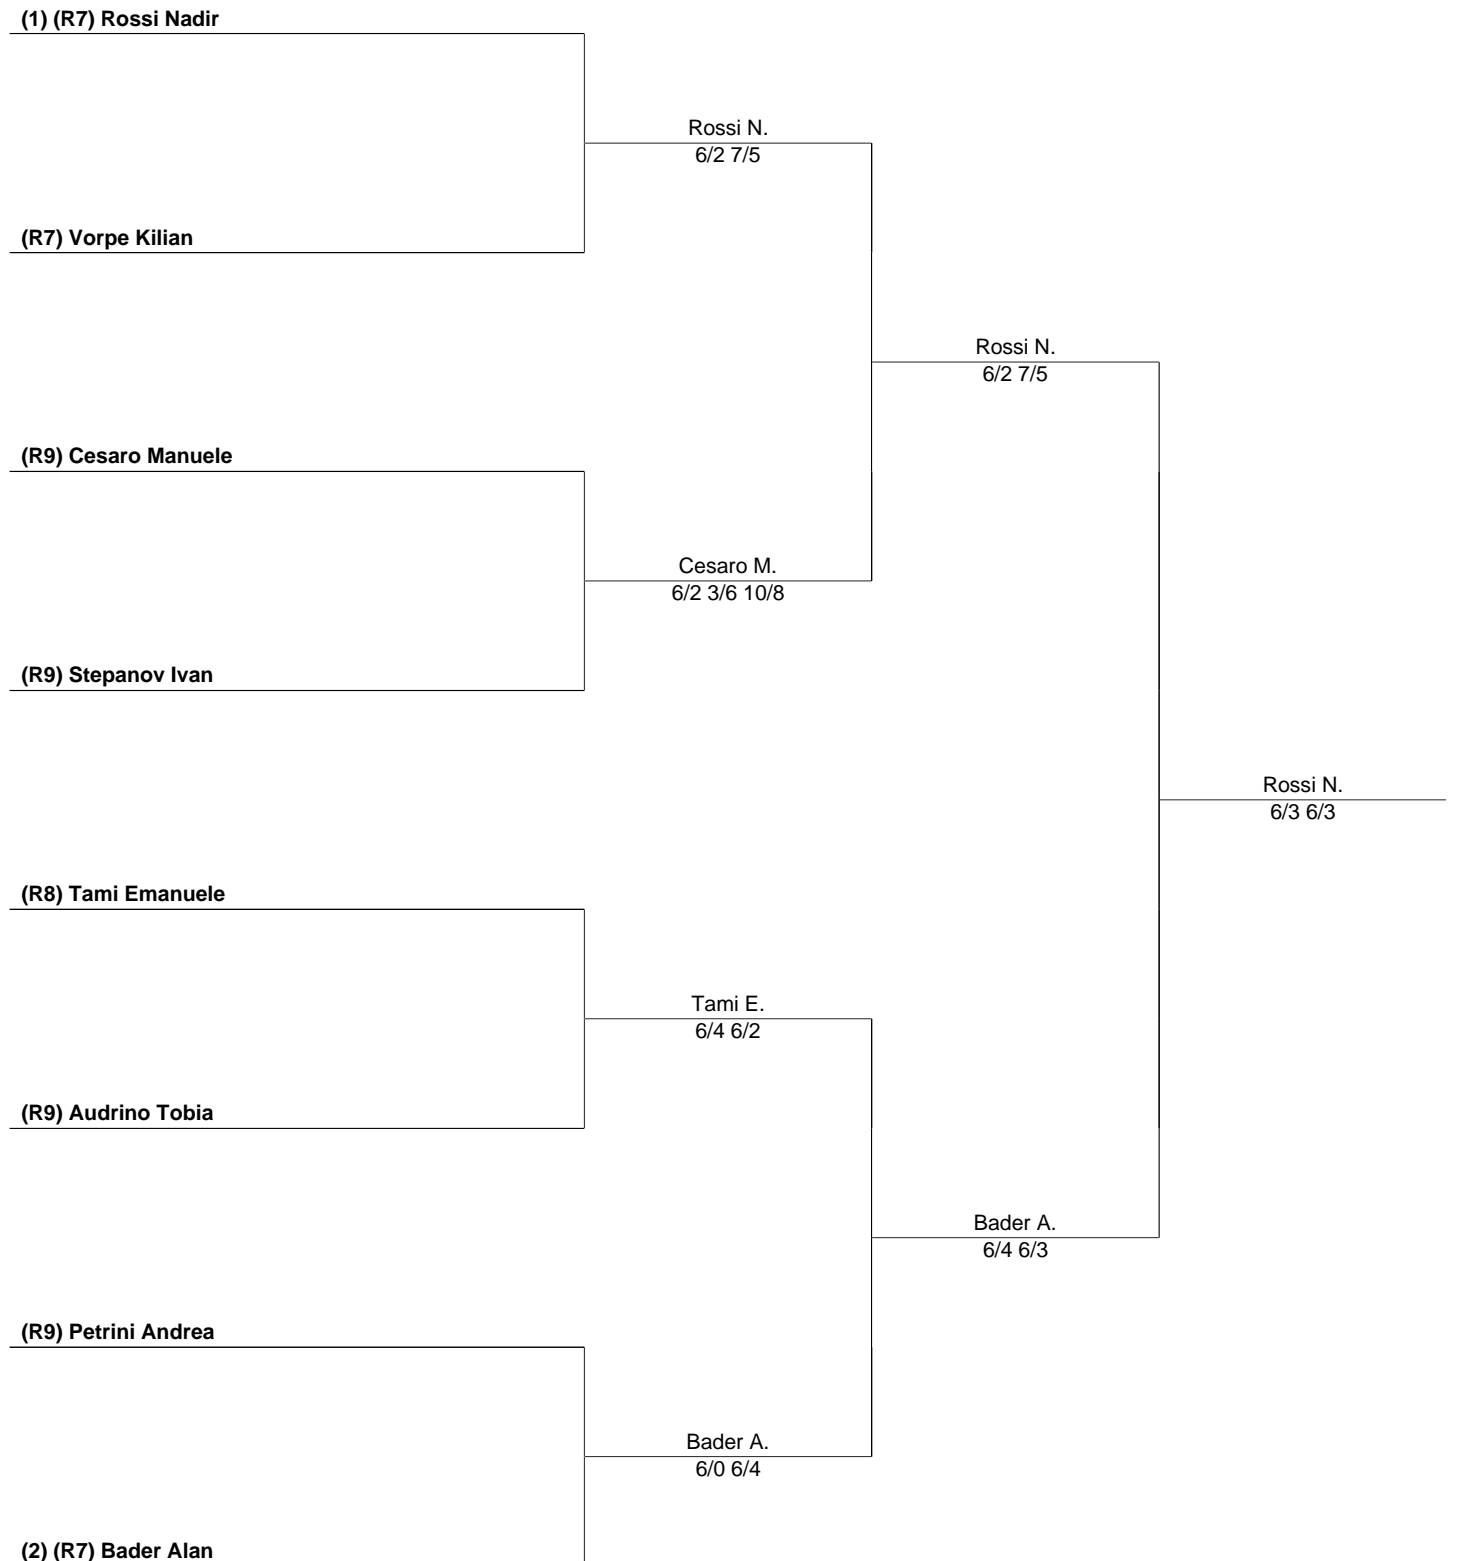 (1) (R7) Rossi Nadir
Rossi N.
6/2 7/5
(R7) Vorpe Kilian
Rossi N.
6/2 7/5
(R9) Cesaro Manuele
Cesaro M.
6/2 3/6 10/8
(R9) Stepanov Ivan
Rossi N.
6/3 6/3
(R8) Tami Emanuele
Tami E.
6/4 6/2
(R9) Audrino Tobia
Bader A.
6/4 6/3
(R9) Petrini Andrea
Bader A.
6/0 6/4
(2) (R7) Bader Alan